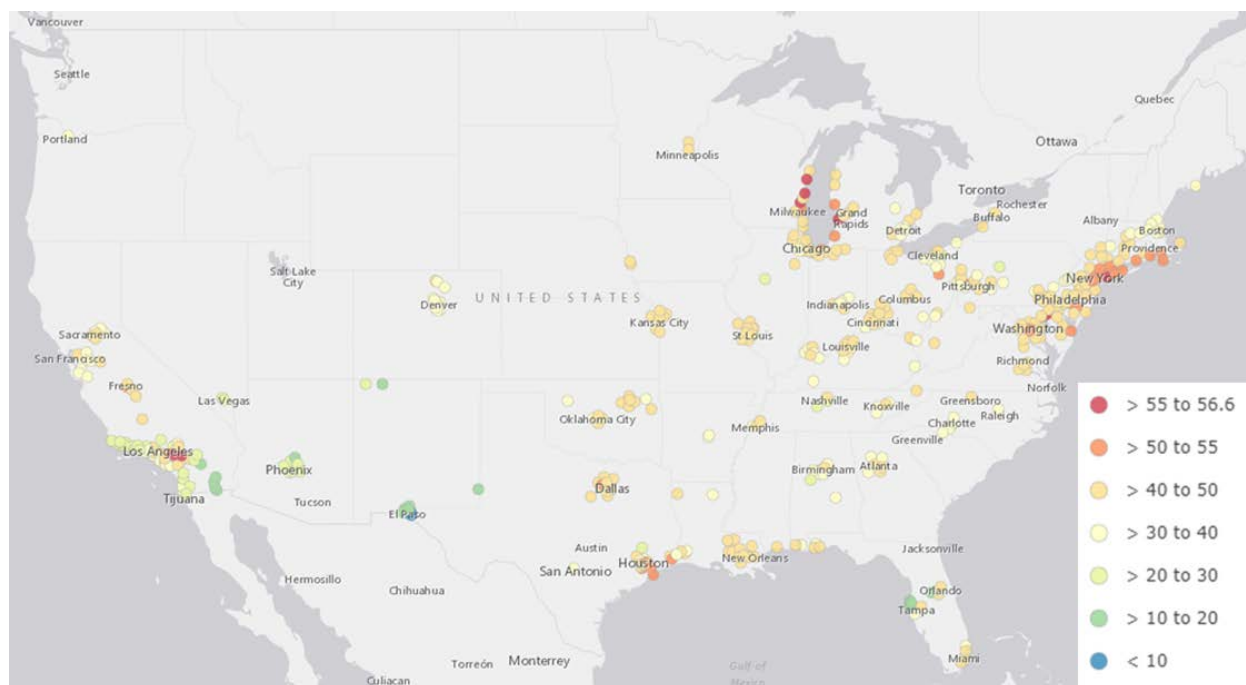 Vancouver
Seattle
Portland
Quebec
Ottawa
Minneapolis
Toronto
Rochester
Buffalo
Albany
Milwaukee
Grand
Rapids
Detroit
Boston
Providence
Chicago
Cleveland
Salt Lake
City
New York
Pittsburgh
UNITED STATES
Denver
Indianapolis
Columbus
Philadelphia
Kansas City
Cincinnati
Washington
Sacramento
St Louis
San Francisco
Louisville
Richmond
Fresno
Norfolk
Las Vegas
Nashville
Knoxville
Greensboro
Raleigh
Oklahoma City
Memphis
Charlotte
Greenville
Los Angeles
Phoenix
Birmingham
Atlanta
Tijuana
Tucson
Dallas
El Paso
Austin
Jacksonville
Houston
New Orleans
San Antonio
Hermosillo
Chihuahua
Orlando
Tampa
Torreón
Monterrey
Miami
Gulf of
Mexico
Culiacan
> 55 to 56.6
> 50 to 55
> 40 to 50
> 30 to 40
> 20 to 30
> 10 to 20
< 10